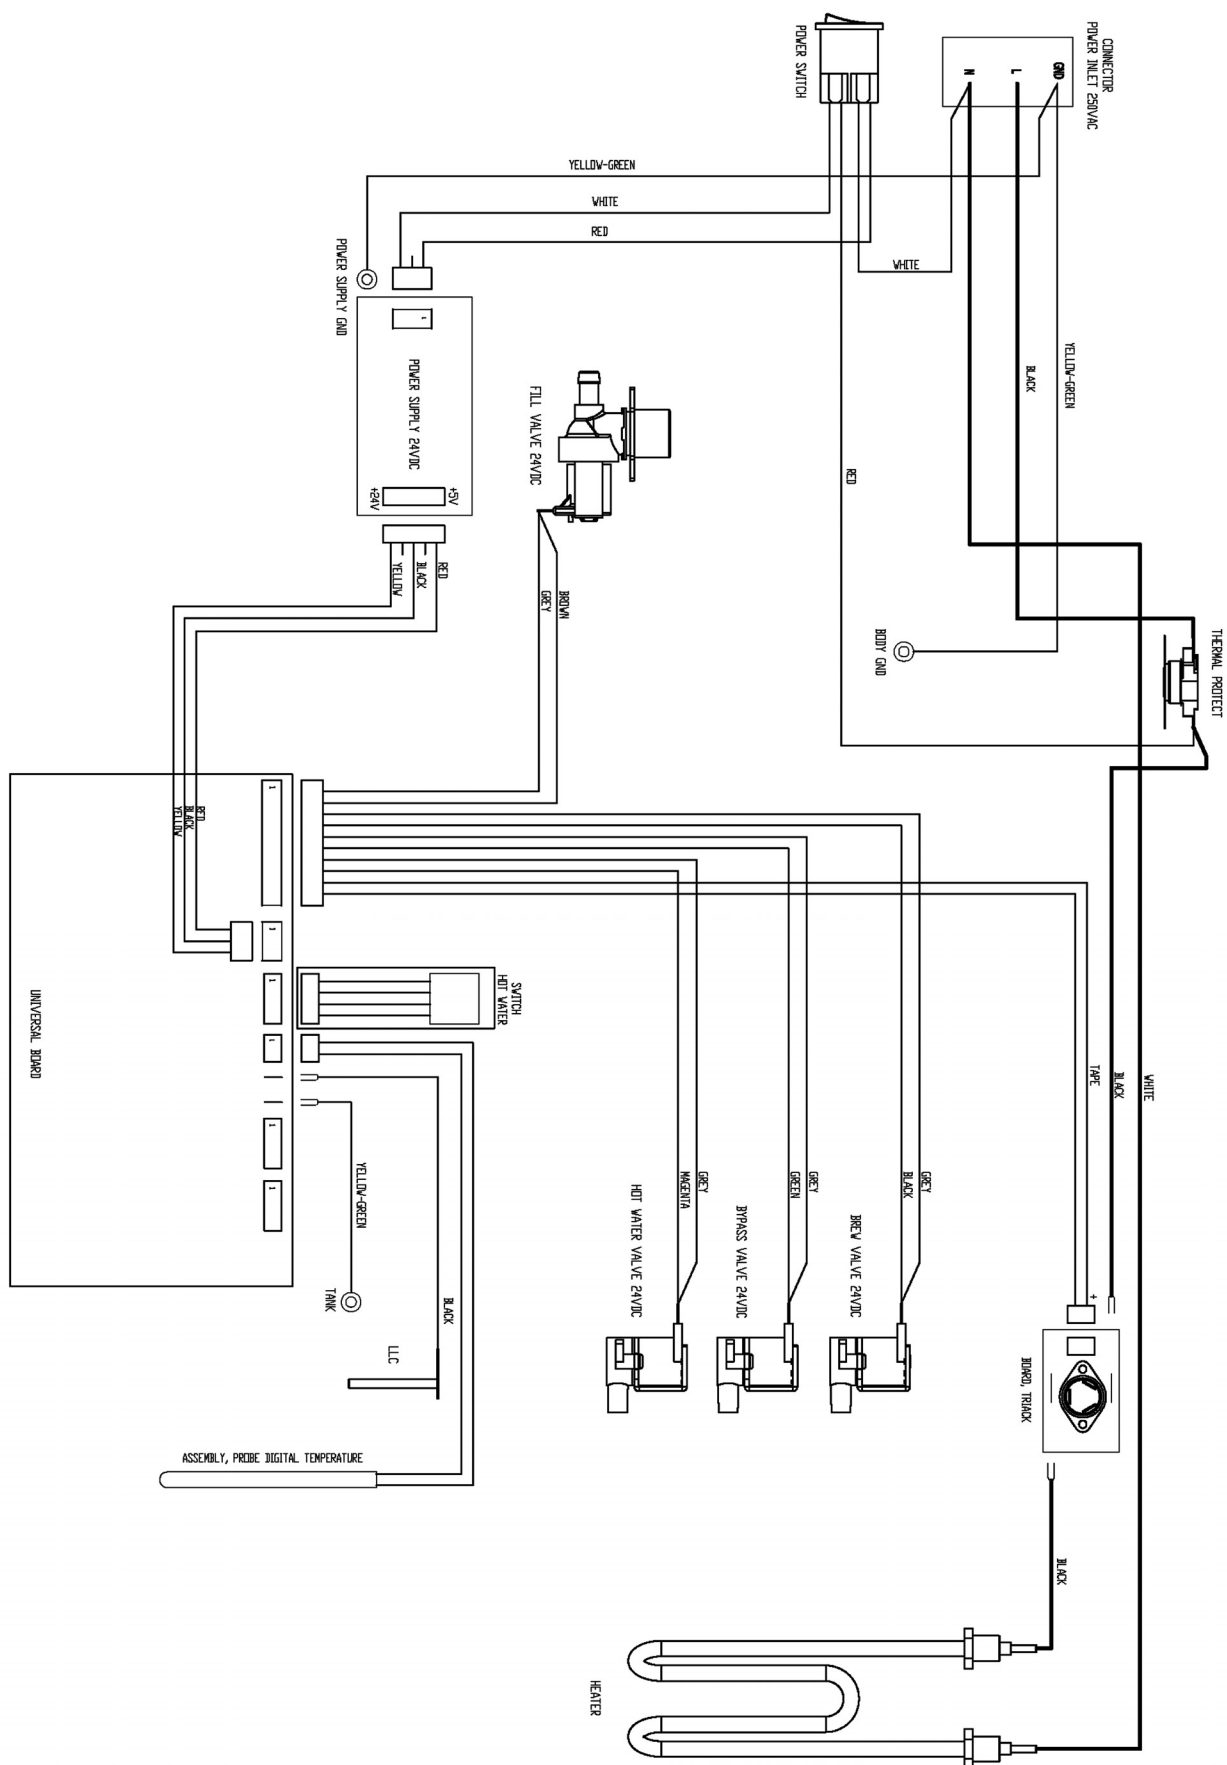 CONNECTOR
POWER INLET 250VAC
GND
L
N
POWER SWITCH
YELLOW-GREEN
WHITE
RED
WHITE
POWER SUPPLY GND
1
POWER SUPPLY 24VDC
+24V
+5V
RED
BLACK
YELLOW
FILL VALVE 24VDC
BROWN
GREY
YELLOW-GREEN
BLACK
RED
BODY GND
THERMAL PROTECT
RED
BLACK
YELLOW
1
1
1
1
1
1
UNIVERSAL BOARD
SWITCH
HOT WATER
YELLOW-GREEN
TANK
BLACK
LLC
ASSEMBLY, PROBE DIGITAL TEMPERATURE
GREY
MAGENTA
HOT WATER VALVE 24VDC
GREY
GREEN
BYPASS VALVE 24VDC
GREY
BLACK
BREW VALVE 24VDC
TAPE
BLACK
WHITE
+
BOARD, TRIACK
BLACK
HEATER